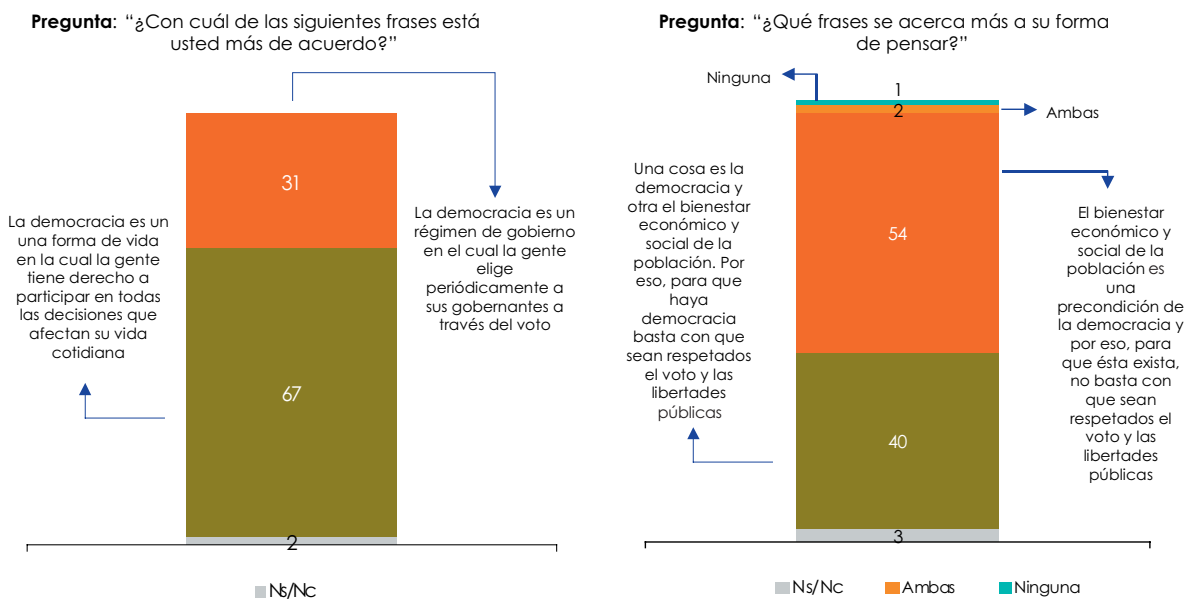 Pregunta: “¿Con cuál de las siguientes frases está
usted más de acuerdo?”
31
La democracia es un
una forma de vida
en la cual la gente
tiene derecho a
participar en todas
las decisiones que
afectan su vida
cotidiana
La democracia es un
régimen de gobierno
en el cual la gente
elige
periódicamente a
sus gobernantes a
través del voto
67
2
Ns/Nc
Pregunta: “¿Qué frases se acerca más a su forma
de pensar?”
Ninguna
1
2
Ambas
Una cosa es la
democracia y
otra el bienestar
económico y
social de la
población. Por
eso, para que
haya
democracia
basta con que
sean respetados
el voto y las
libertades
públicas
54
El bienestar
económico y
social de la
población es
una
precondición de
la democracia y
por eso, para
que ésta exista,
no basta con
que sean
respetados el
voto y las
libertades
públicas
40
3
Ns/Nc
Ambas
Ninguna